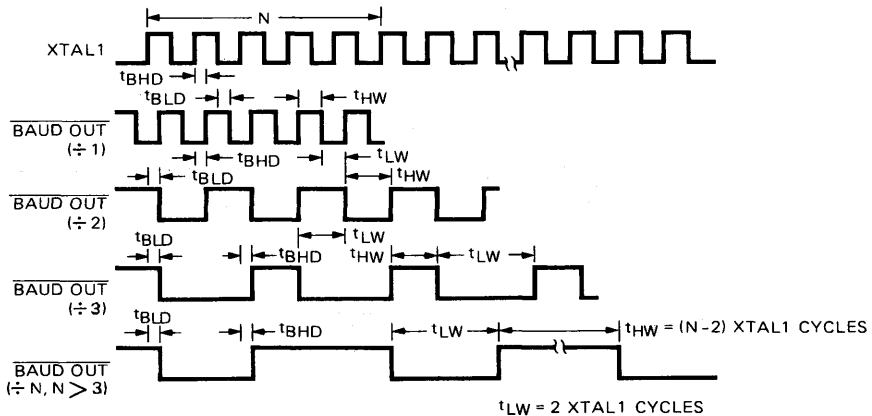 N
XTAL1
tBHD
tBLD
tHW
BAUD OUT
(÷1)
tBHD
tLW
tBLD
tHW
BAUD OUT
(÷2)
tBLD
tBHD
tLW
tHW
tLW
BAUD OUT
(÷3)
tBLD
tBHD
tLW
tHW = (N-2) XTAL1 CYCLES
BAUD OUT
(÷N, N > 3)
tLW = 2 XTAL1 CYCLES